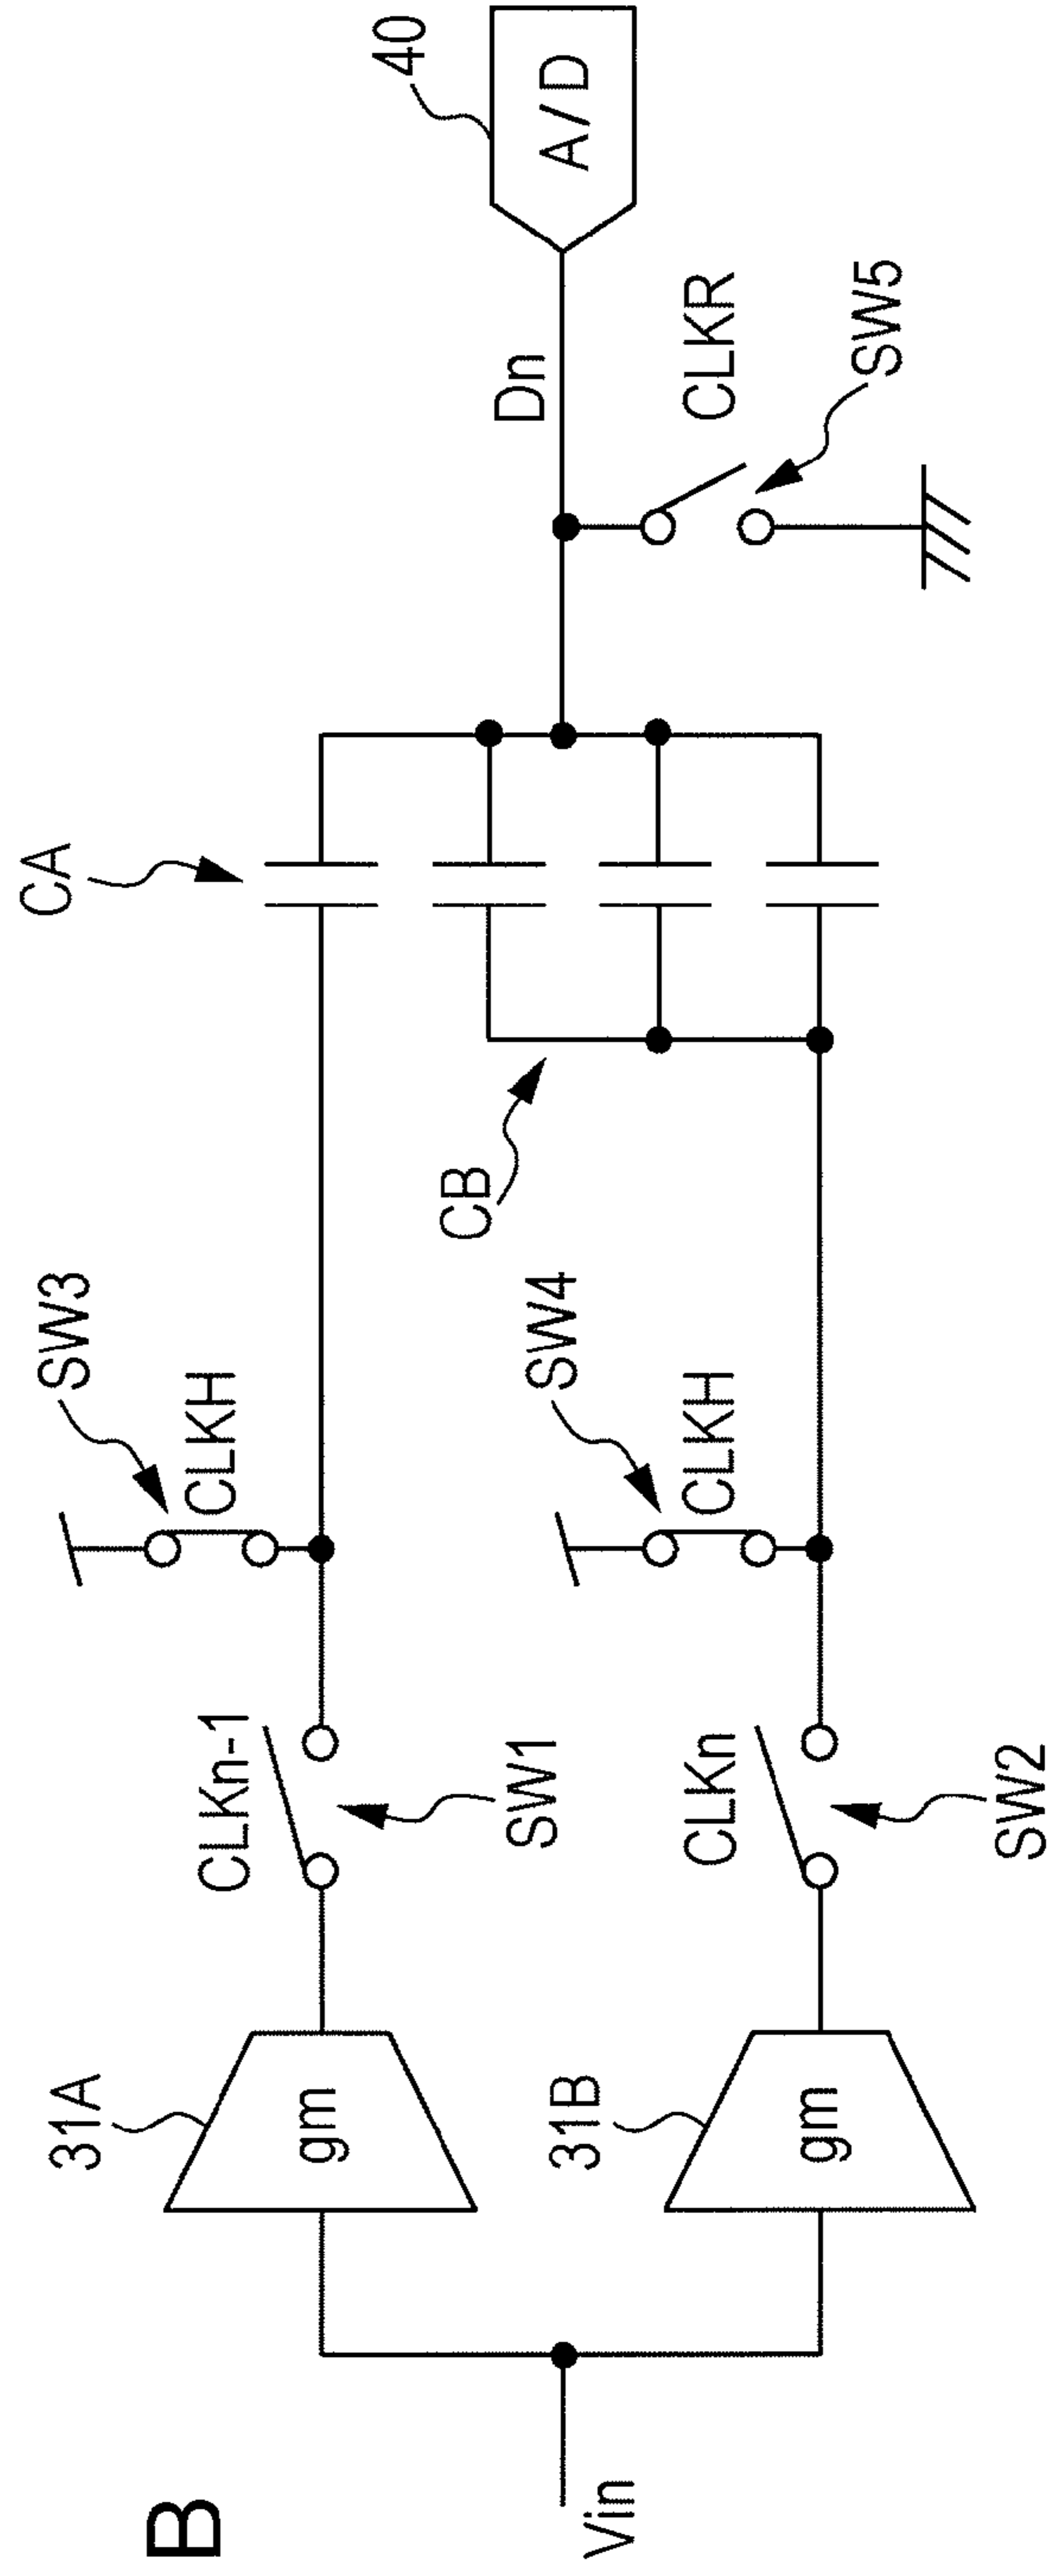 B
Vin
31A
gm
31B
gm
CLKn-1
SW1
CLKn
SW2
SW3
CLKH
SW4
CLKH
CA
CB
Dn
CLKR
SW5
40
A/D